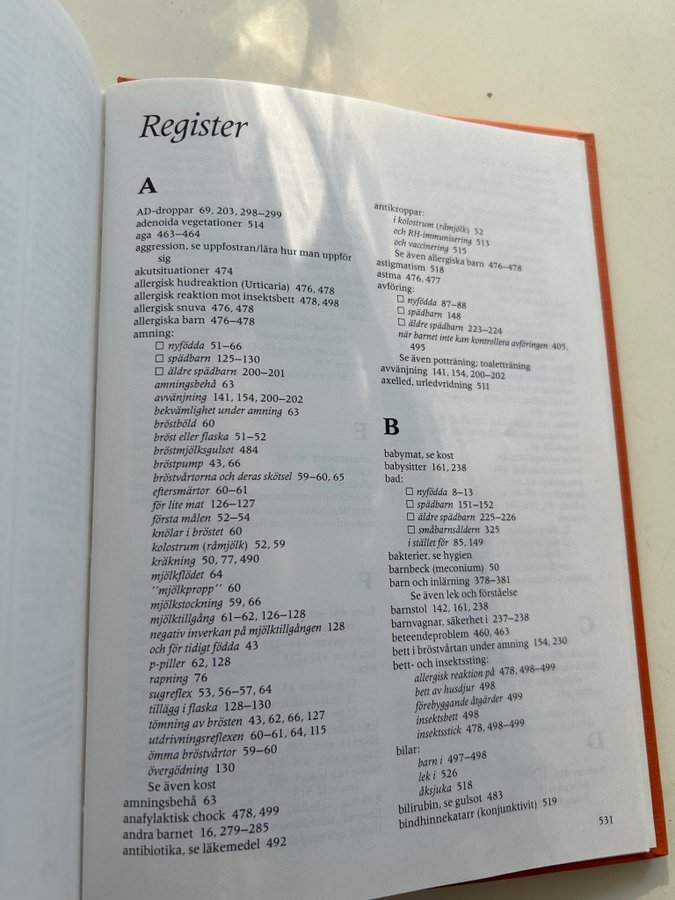 Register
A
AD-droppar 69, 203, 298–299
adenoida vegetationer 514
aga 463–464
aggression, se uppfostran/lära hur man uppför
sig
akutsituationer 474
allergisk hudreaktion (Urticaria) 476, 478
allergisk reaktion mot insektsbett 478, 498
allergisk snuva 476, 478
allergiska barn 476–478
amning:
☐ nyfödda 51–66
☐ spädbarn 125–130
☐ äldre spädbarn 200–201
amningsbehå 63
avvänjning 141, 154, 200–202
bekvämlighet under amning 63
bröstböld 60
bröst eller flaska 51–52
bröstmjölksgulsot 484
bröstpump 43, 66
bröstvårtorna och deras skötsel 59–60, 65
eftersmärtor 60–61
för lite mat 126–127
första målen 52–54
knölar i bröstet 60
kolostrum (råmjölk) 52, 59
kräkning 50, 77, 490
mjölkflödet 64
"mjölkpropp" 60
mjölkstockning 59, 66
mjölktillgång 61–62, 126–128
negativ inverkan på mjölktillgången 128
och för tidigt födda 43
p-piller 62, 128
rapning 76
sugreflex 53, 56–57, 64
tillägg i flaska 128–130
tömning av brösten 43, 62, 66, 127
utdrivningsreflexen 60–61, 64, 115
ömma bröstvårtor 59–60
övergödning 130
Se även kost
amningsbehå 63
anafylaktisk chock 478, 499
andra barnet 16, 279–285
antibiotika, se läkemedel 492
antikroppar:
i kolostrum (råmjölk) 52
och RH-immunisering 513
och vaccinering 515
Se även allergiska barn 476–478
astigmatism 518
astma 476, 477
avföring:
☐ nyfödda 87–88
☐ spädbarn 148
☐ äldre spädbarn 223–224
när barnet inte kan kontrollera avföringen 405,
495
Se även potträning; toaletträning
avvänjning 141, 154, 200–202
axelled, urledvridning 511
B
babymat, se kost
babysitter 161, 238
bad:
☐ nyfödda 8–13
☐ spädbarn 151–152
☐ äldre spädbarn 225–226
☐ småbarnsåldern 325
i stället för 85, 149
bakterier, se hygien
barnbeck (meconium) 50
barn och inlärning 378–381
Se även lek och förståelse
barnstol 142, 161, 238
barnvagnar, säkerhet i 237–238
beteendeproblem 460, 463
bett i bröstvårtan under amning 154, 230
bett- och insektssting:
allergisk reaktion på 478, 498–499
bett av husdjur 498
förebyggande åtgärder 499
insektsbett 498
insektsstick 478, 498–499
bilar:
barn i 497–498
lek i 526
åksjuka 518
bilirubin, se gulsot 483
bindhinnekatarr (konjunktivit) 519
531